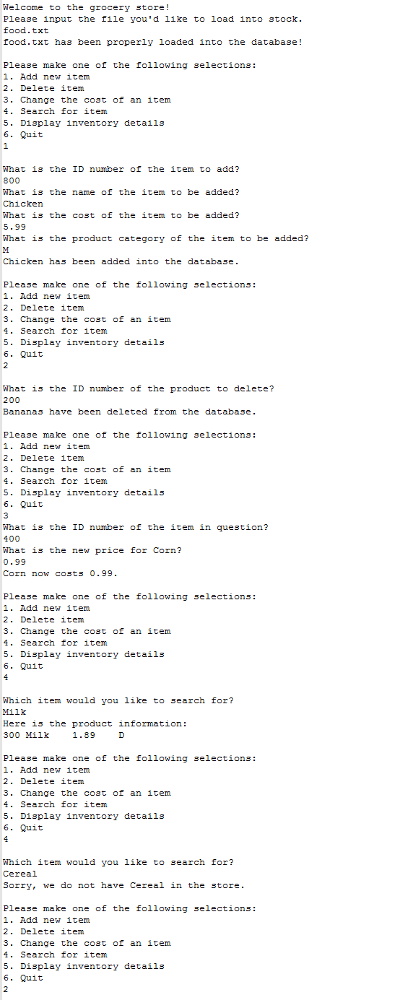 Welcome to the grocery store!
Please input the file you'd like to load into stock.
food.txt
food.txt has been properly loaded into the database!
Please make one of the following selections:
1. Add new item
2. Delete item
3. Change the cost of an item
4. Search for item
5. Display inventory details
6. Quit
1
What is the ID number of the item to add?
800
What is the name of the item to be added?
Chicken
What is the cost of the item to be added?
5.99
What is the product category of the item to be added?
M
Chicken has been added into the database.
Please make one of the following selections:
1. Add new item
2. Delete item
3. Change the cost of an item
4. Search for item
5. Display inventory details
6. Quit
2
What is the ID number of the product to delete?
200
Bananas have been deleted from the database.
Please make one of the following selections:
1. Add new item
2. Delete item
3. Change the cost of an item
4. Search for item
5. Display inventory details
6. Quit
3
What is the ID number of the item in question?
400
What is the new price for Corn?
0.99
Corn now costs 0.99.
Please make one of the following selections:
1. Add new item
2. Delete item
3. Change the cost of an item
4. Search for item
5. Display inventory details
6. Quit
4
Which item would you like to search for?
Milk
Here is the product information:
300 Milk    1.89    D
Please make one of the following selections:
1. Add new item
2. Delete item
3. Change the cost of an item
4. Search for item
5. Display inventory details
6. Quit
4
Which item would you like to search for?
Cereal
Sorry, we do not have Cereal in the store.
Please make one of the following selections:
1. Add new item
2. Delete item
3. Change the cost of an item
4. Search for item
5. Display inventory details
6. Quit
2